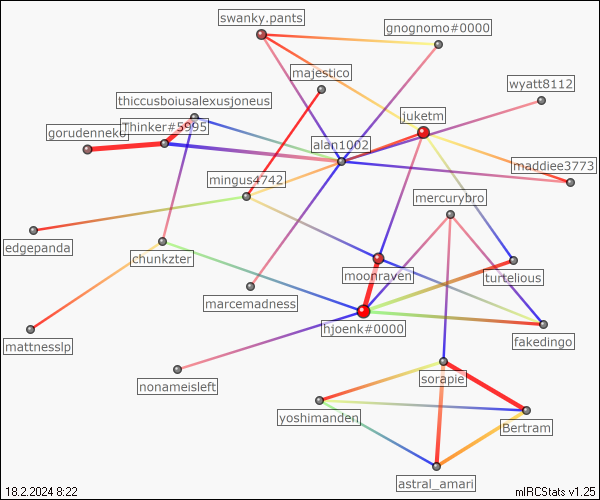 swanky.pants
gnognomo#0000
majestico
wyatt8112
thiccusboiusalexusjoneus
juketm
gorudenneko
Thinker#5995
alan1002
maddiee3773
mingus4742
mercurybro
edgepanda
chunkzter
moonraven
turtelious
marcemadness
hjoenk#0000
fakedingo
mattnesslp
nonameisleft
sorapie
yoshimanden
Bertram
astral_amari
18.2.2024 8:22
mIRCStats v1.25